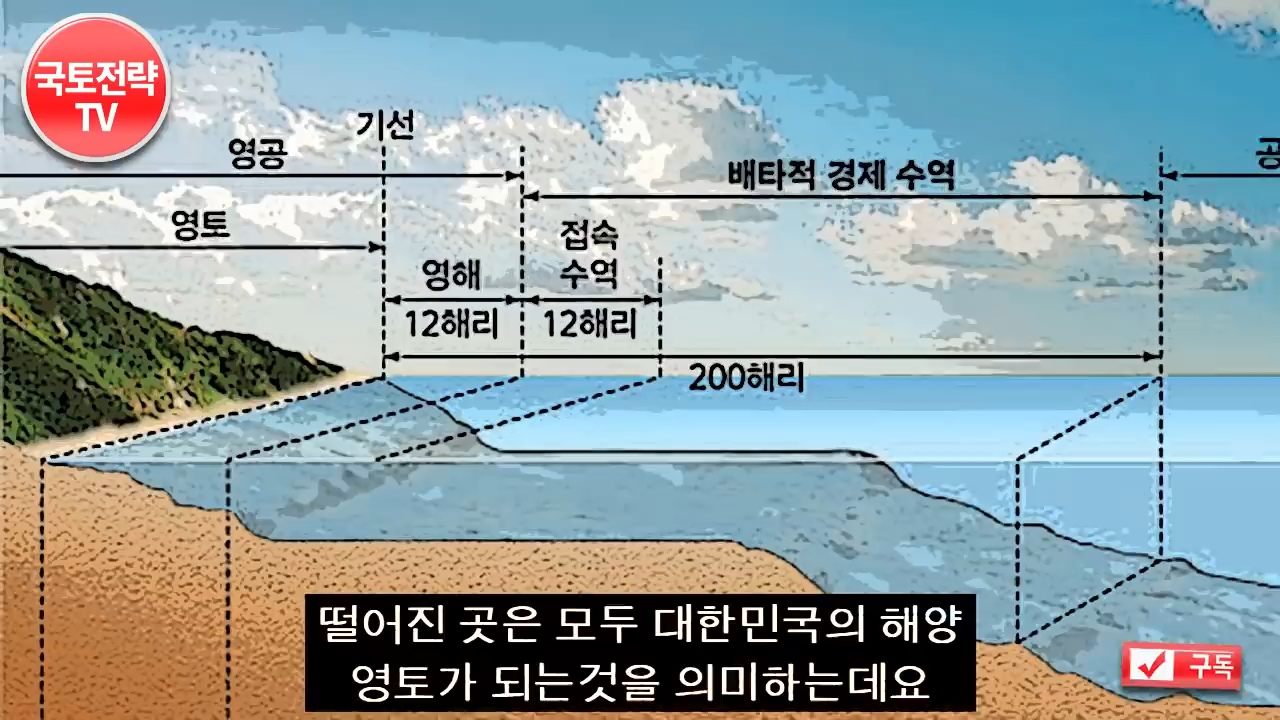 국토전략
TV
기선
영공
배타적 경제 수역
공
영토
접속
수역
영해
12해리
12해리
200해리
떨어진 곳은 모두 대한민국의 해양
영토가 되는것을 의미하는데요
구독